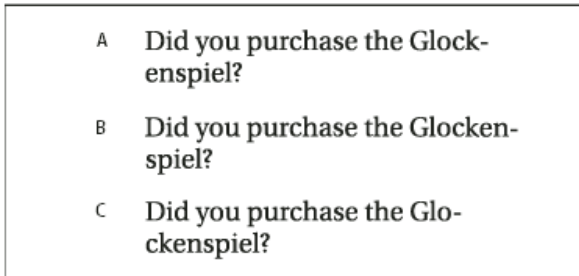 A Did you purchase the Glock-
enspiel?
B Did you purchase the Glocken-
spiel?
C Did you purchase the Glo-
ckenspiel?